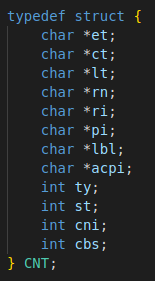 typedef struct {
    char *et;
    char *ct;
    char *lt;
    char *rn;
    char *ri;
    char *pi;
    char *lbl;
    char *acpi;
    int ty;
    int st;
    int cni;
    int cbs;
} CNT;